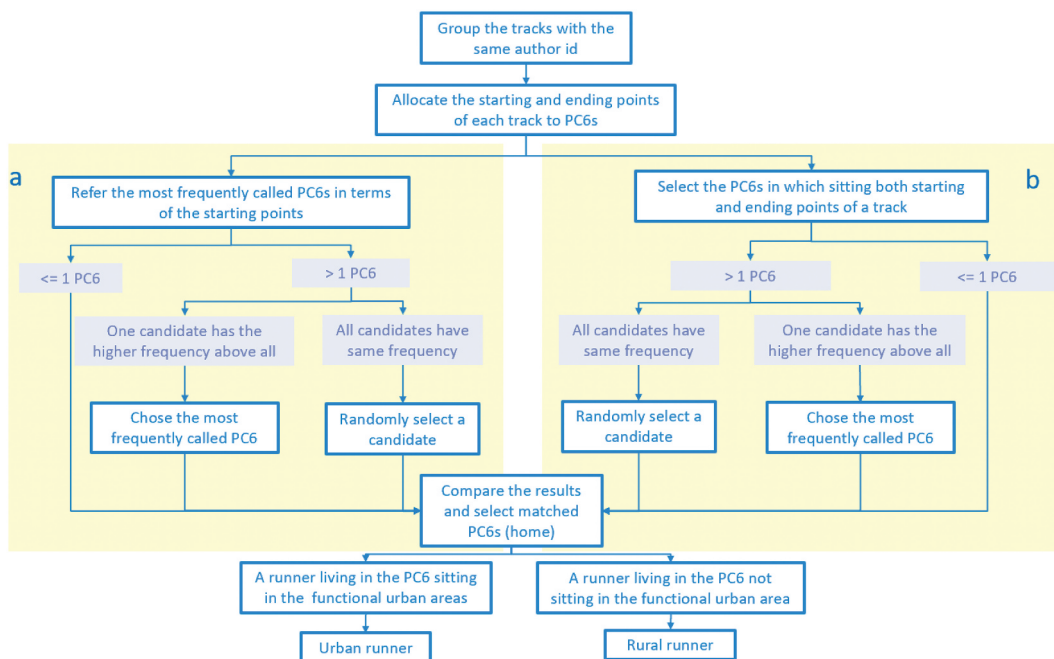 Group the tracks with the
same author id
Allocate the starting and ending points
of each track to PC6s
a
Refer the most frequently called PC6s in terms
of the starting points
<= 1 PC6
> 1 PC6
One candidate has the
higher frequency above all
All candidates have
same frequency
Chose the most
frequently called PC6
Randomly select a
candidate
b
Select the PC6s in which sitting both starting
and ending points of a track
> 1 PC6
<= 1 PC6
All candidates have
same frequency
One candidate has the
higher frequency above all
Randomly select a
candidate
Chose the most
frequently called PC6
Compare the results
and select matched
PC6s (home)
A runner living in the PC6 sitting
in the functional urban areas
A runner living in the PC6 not
sitting in the functional urban area
Urban runner
Rural runner